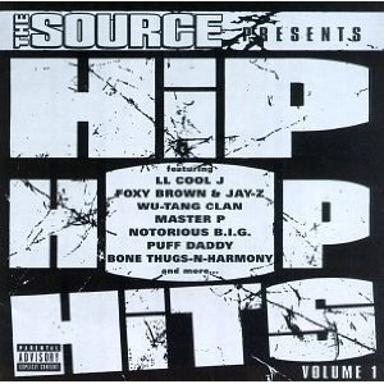 THE SOURCE PRESENTS
HiP
HOP
featuring
LL COOL J
FOXY BROWN & JAY-Z
WU-TANG CLAN
MASTER P
NOTORIOUS B.I.G.
PUFF DADDY
BONE THUGS-N-HARMONY
and more...
HiTS
PARENTAL
ADVISORY
EXPLICIT CONTENT
VOLUME 1